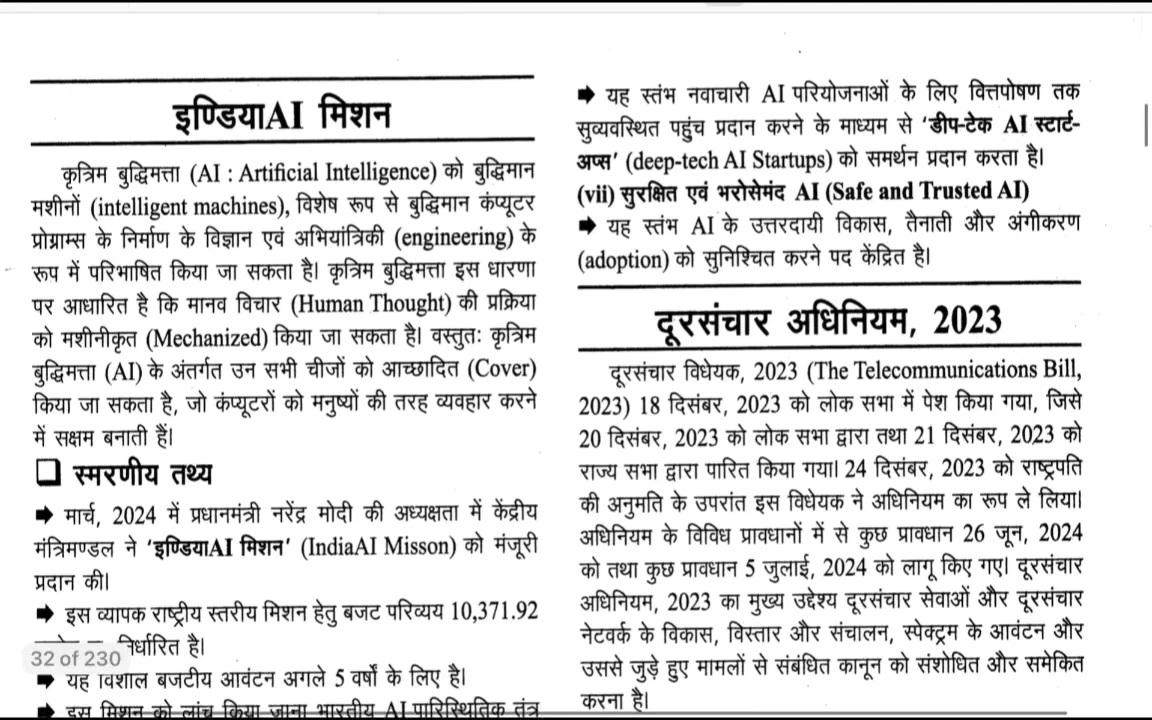 इण्डियाAI मिशन
कृत्रिम बुद्धिमत्ता (AI : Artificial Intelligence) को बुद्धिमान
मशीनों (intelligent machines), विशेष रूप से बुद्धिमान कंप्यूटर
प्रोग्राम्स के निर्माण के विज्ञान एवं अभियांत्रिकी (engineering) के
रूप में परिभाषित किया जा सकता है। कृत्रिम बुद्धिमत्ता इस धारणा
पर आधारित है कि मानव विचार (Human Thought) की प्रक्रिया
को मशीनीकृत (Mechanized) किया जा सकता है। वस्तुतः कृत्रिम
बुद्धिमत्ता (AI) के अंतर्गत उन सभी चीजों को आच्छादित (Cover)
किया जा सकता है, जो कंप्यूटरों को मनुष्यों की तरह व्यवहार करने
में सक्षम बनाती हैं।
❑ स्मरणीय तथ्य
➡ मार्च, 2024 में प्रधानमंत्री नरेंद्र मोदी की अध्यक्षता में केंद्रीय
मंत्रिमण्डल ने ‘इण्डियाAI मिशन’ (IndiaAI Misson) को मंजूरी
प्रदान की।
➡ इस व्यापक राष्ट्रीय स्तरीय मिशन हेतु बजट परिव्यय 10,371.92
निर्धारित है।
32 of 230
➡ यह विशाल बजटीय आवंटन अगले 5 वर्षों के लिए है।
➡ इस मिशन को लांच किया जाना भारतीय AI पारिस्थितिक तंत्र
➡ यह स्तंभ नवाचारी AI परियोजनाओं के लिए वित्तपोषण तक
सुव्यवस्थित पहुंच प्रदान करने के माध्यम से ‘डीप-टेक AI स्टार्ट-
अप्स’ (deep-tech AI Startups) को समर्थन प्रदान करता है।
(vii) सुरक्षित एवं भरोसेमंद AI (Safe and Trusted AI)
➡ यह स्तंभ AI के उत्तरदायी विकास, तैनाती और अंगीकरण
(adoption) को सुनिश्चित करने पद केंद्रित है।
दूरसंचार अधिनियम, 2023
दूरसंचार विधेयक, 2023 (The Telecommunications Bill,
2023) 18 दिसंबर, 2023 को लोक सभा में पेश किया गया, जिसे
20 दिसंबर, 2023 को लोक सभा द्वारा तथा 21 दिसंबर, 2023 को
राज्य सभा द्वारा पारित किया गया। 24 दिसंबर, 2023 को राष्ट्रपति
की अनुमति के उपरांत इस विधेयक ने अधिनियम का रूप ले लिया।
अधिनियम के विविध प्रावधानों में से कुछ प्रावधान 26 जून, 2024
को तथा कुछ प्रावधान 5 जुलाई, 2024 को लागू किए गए। दूरसंचार
अधिनियम, 2023 का मुख्य उद्देश्य दूरसंचार सेवाओं और दूरसंचार
नेटवर्क के विकास, विस्तार और संचालन, स्पेक्ट्रम के आवंटन और
उससे जुड़े हुए मामलों से संबंधित कानून को संशोधित और समेकित
करना है।